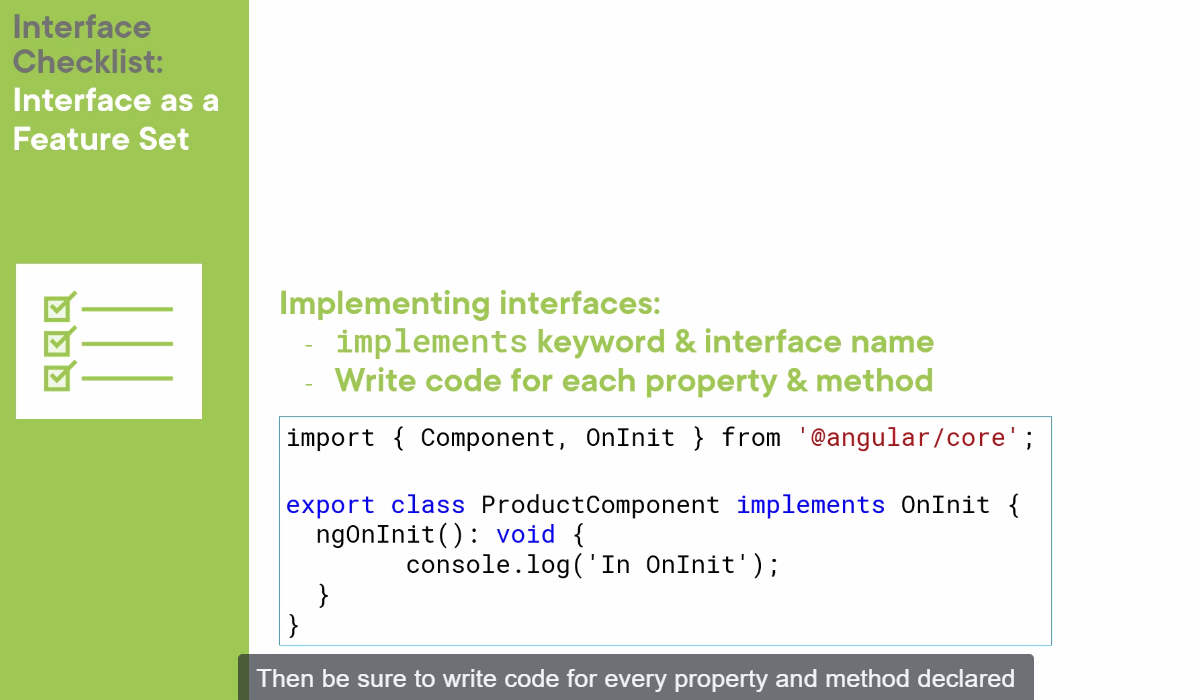 Interface
Checklist:
Interface as a
Feature Set
Implementing interfaces:
- implements keyword & interface name
- Write code for each property & method
import { Component, OnInit } from '@angular/core';
export class ProductComponent implements OnInit {
ngOnInit(): void {
console.log('In OnInit');
}
}
Then be sure to write code for every property and method declared